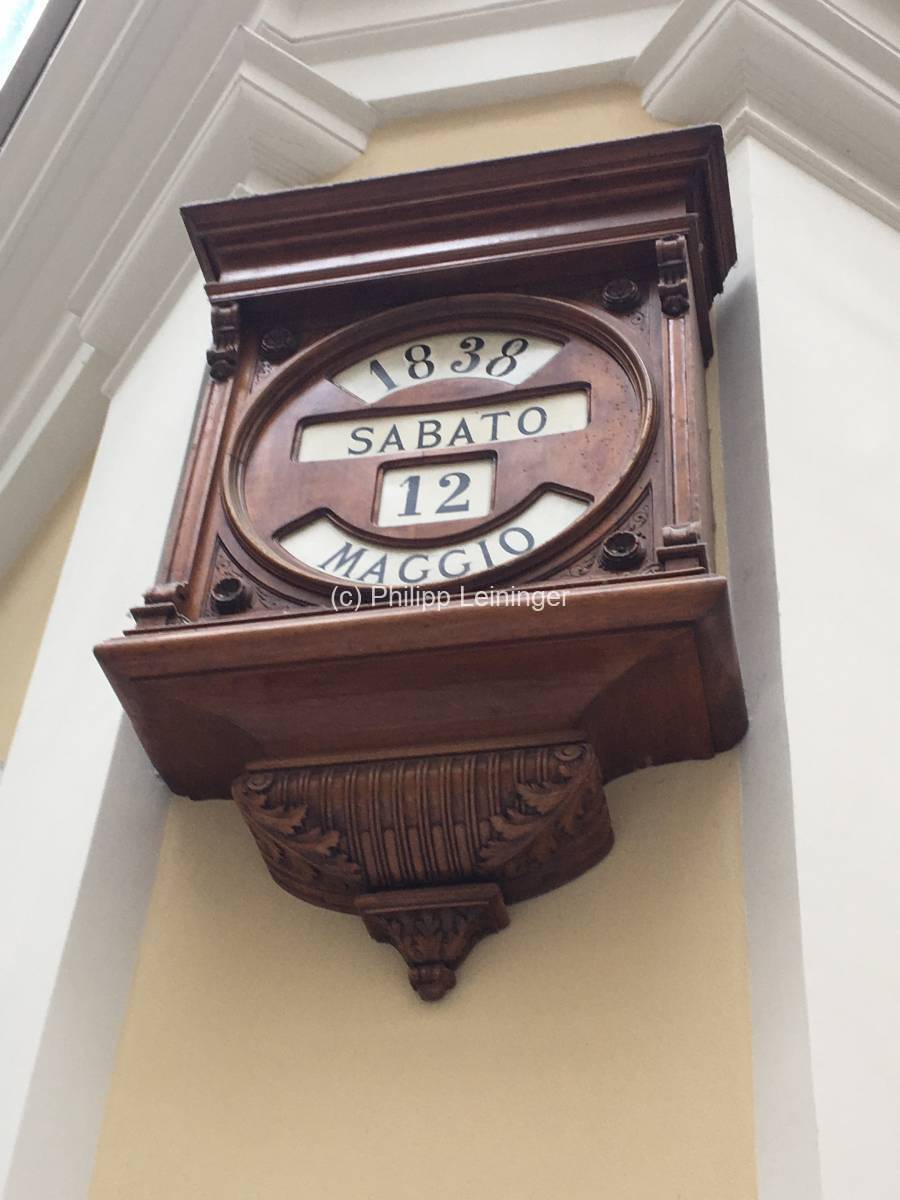 1838
SABATO
12
MAGGIO
(c) Philipp Leininger